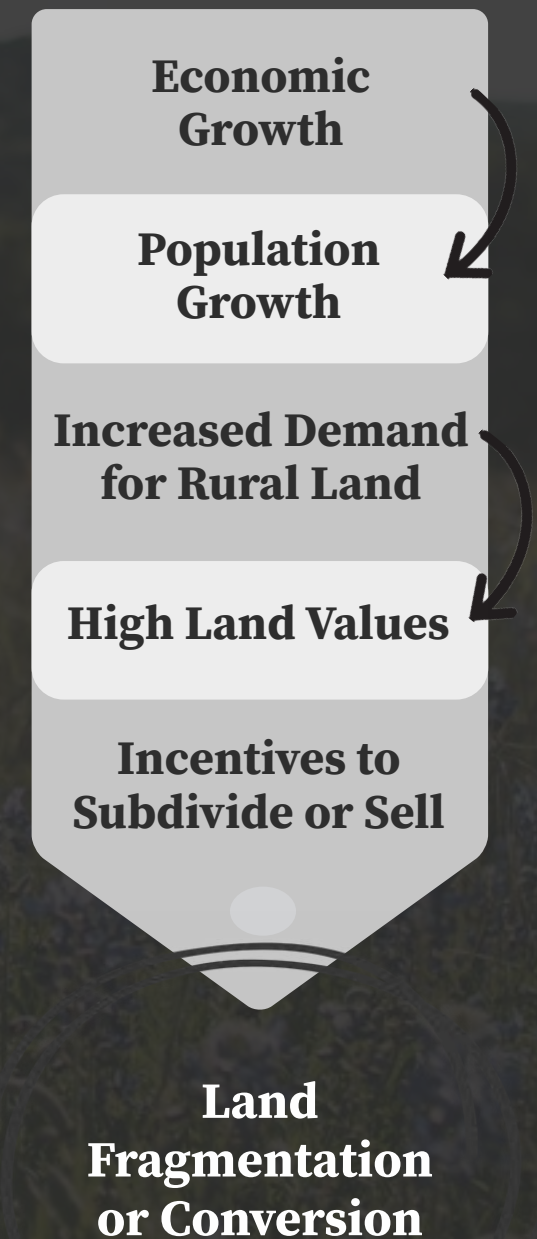 Economic
Growth
Population
Growth
Increased Demand
for Rural Land
High Land Values
Incentives to
Subdivide or Sell
Land
Fragmentation
or Conversion